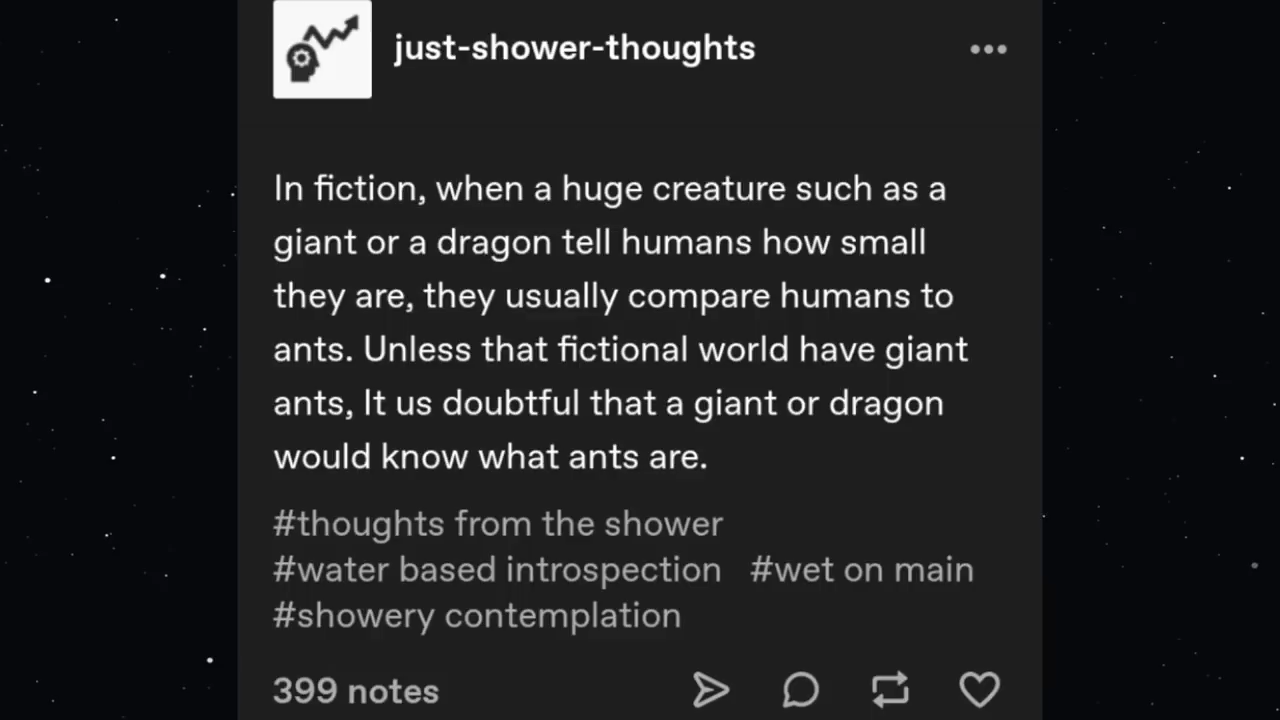 just-shower-thoughts
In fiction, when a huge creature such as a
giant or a dragon tell humans how small
they are, they usually compare humans to
ants. Unless that fictional world have giant
ants, It us doubtful that a giant or dragon
would know what ants are.
#thoughts from the shower
#water based introspection #wet on main
#showery contemplation
399 notes